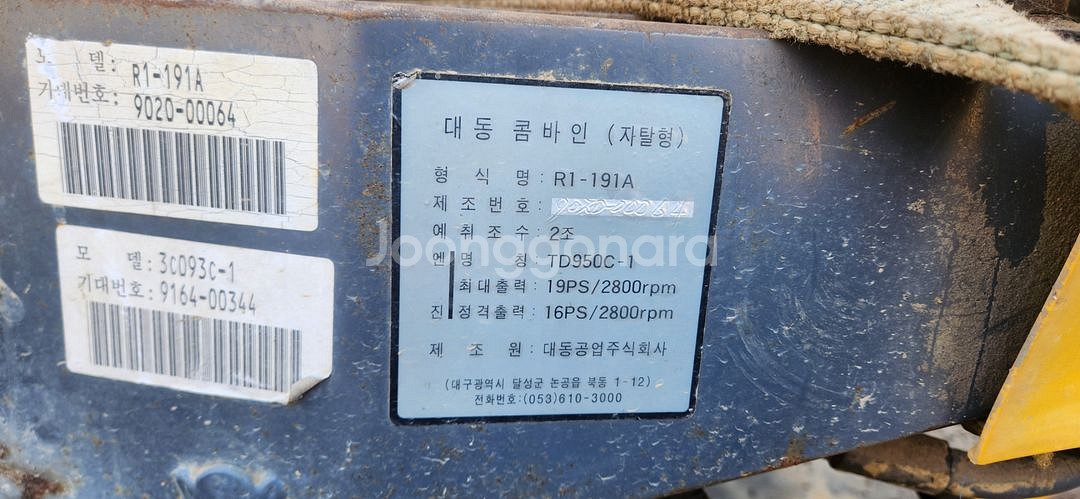 모 델: R1-191A
기대번호: 9020-00064
모 델: 3C093C-1
기대번호: 9164-00344
대동 콤바인 (자탈형)
형 식 명 : R1-191A
제 조 번 호 : 9020-00064
예 취 조 수 : 2조
엔 명 칭 : TD950C-1
최 대 출 력 : 19PS/2800rpm
진 정 격 출 력 : 16PS/2800rpm
제 조 원 : 대동공업주식회사
(대구광역시 달성군 논공읍 북동 1-12)
전화번호:(053)610-3000
Joonggonara